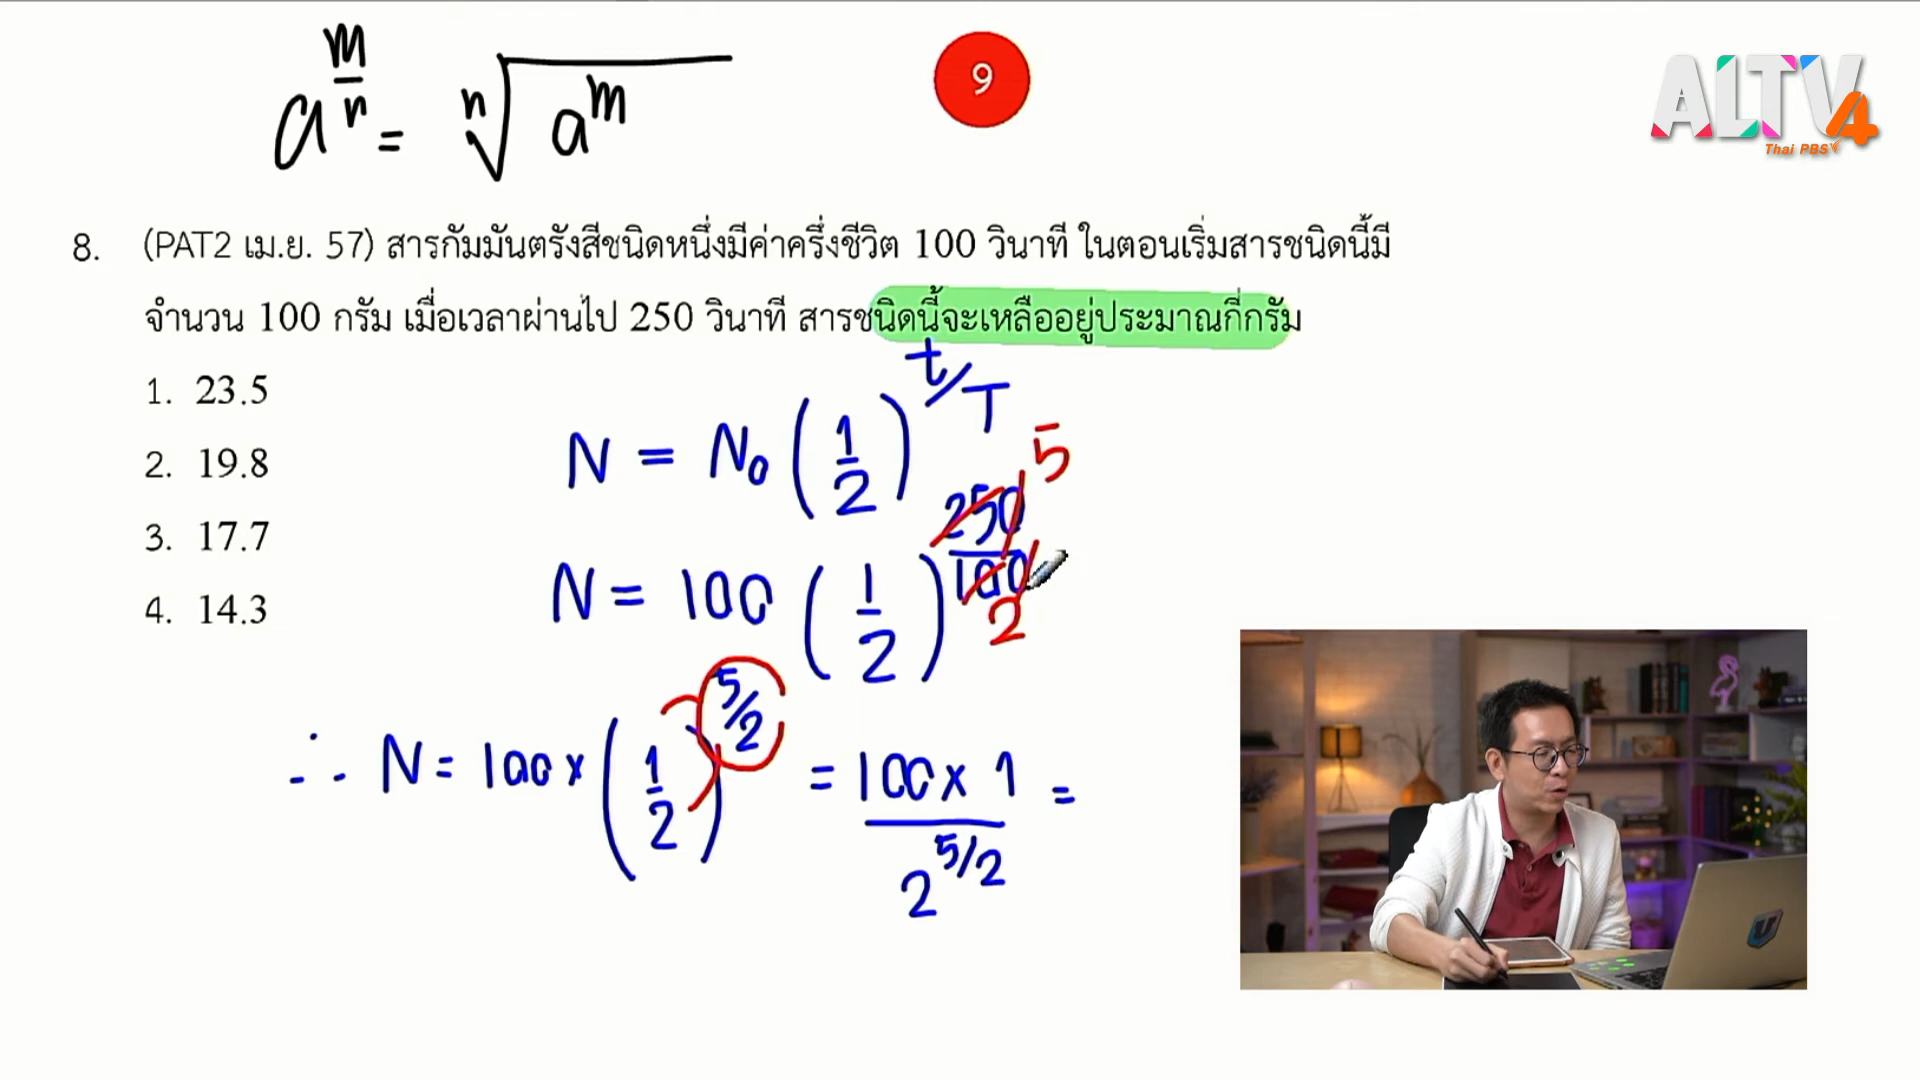 a^(m/n) = ⁿ√(a^m)
9
ALTV4
Thai PBS
8. (PAT2 เม.ย. 57) สารกัมมันตรังสีชนิดหนึ่งมีค่าครึ่งชีวิต 100 วินาที ในตอนเริ่มสารชนิดนี้มี
จำนวน 100 กรัม เมื่อเวลาผ่านไป 250 วินาที สารชนิดนี้จะเหลืออยู่ประมาณกี่กรัม
1. 23.5
2. 19.8
3. 17.7
4. 14.3
N = N₀ (1/2)^(t/T)
5
N = 100 (1/2)^(250/100)
2
∴ N = 100 × (1/2)^(5/2) = (100 × 1)/(2^(5/2)) =